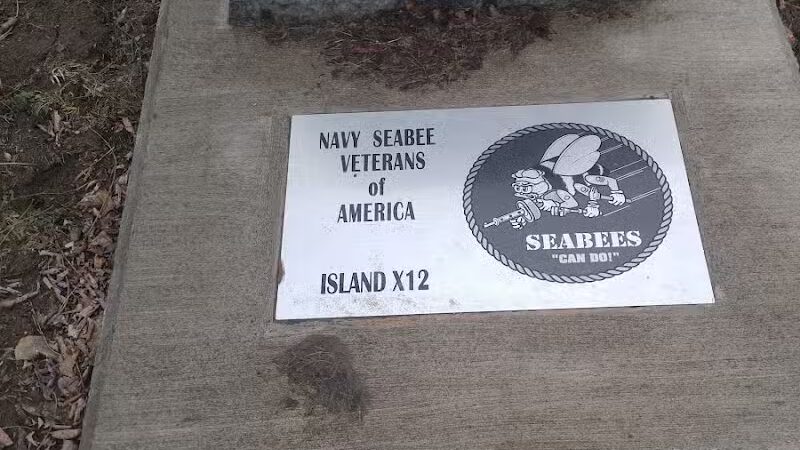 NAVY SEABEE
VETERANS
of
AMERICA
ISLAND X12
SEABEES
"CAN DO!"